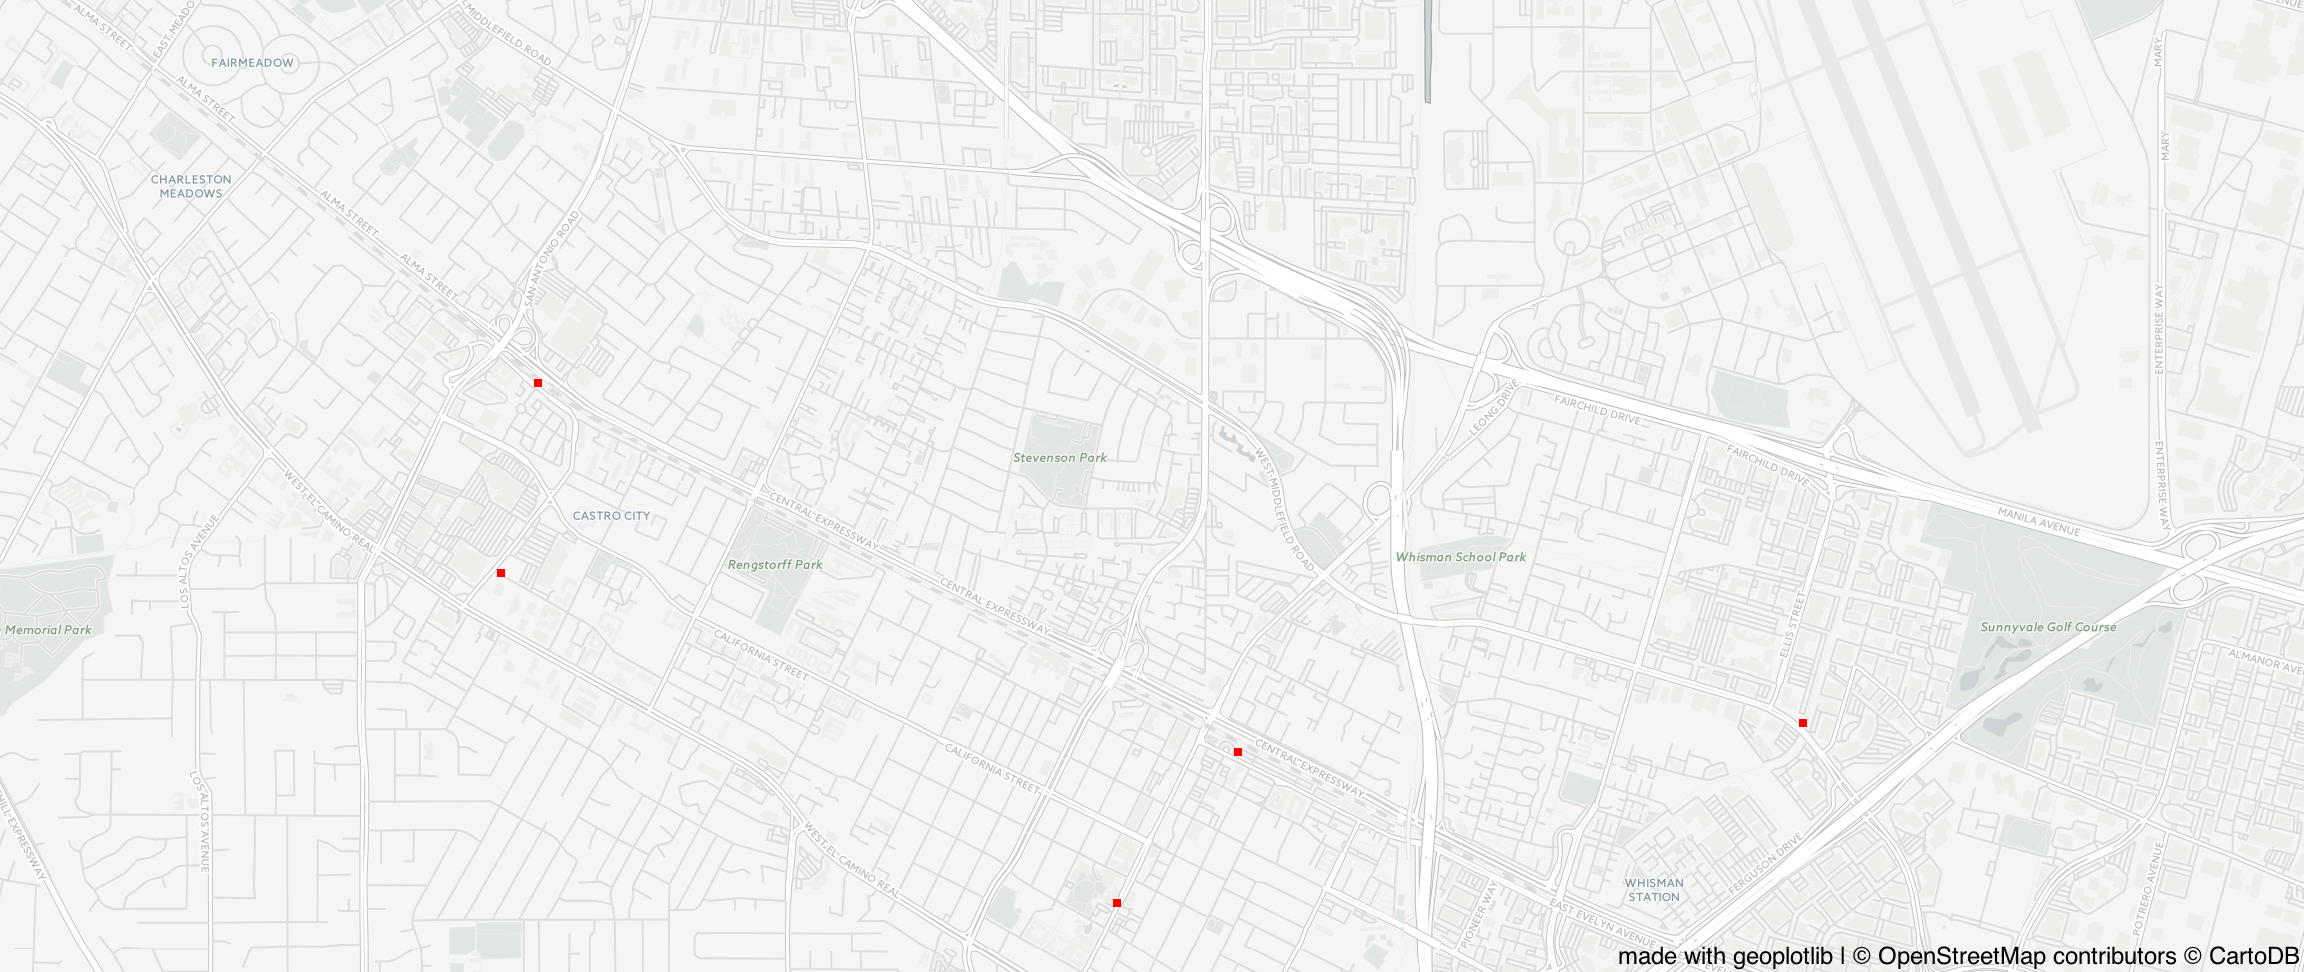 ALMA STREET
EAST MEADO
MIDDLEFIELD ROAD
FAIRMEADOW
ALMA STREET
MARY
MARY
CHARLESTON
MEADOWS
ALMA STREET
SAN ANTONIO ROAD
ALMA STREET
ENTERPRISE WAY
LEONG DRIVE
FAIRCHILD DRIVE
Stevenson Park
WEST MIDDLEFIELD ROAD
FAIRCHILD DRIVE
ENTERPRISE WAY
WEST EL CAMINO REAL
CASTRO CITY
CENTRAL EXPRESSWAY
MANILA AVENUE
LOS ALTOS AVENUE
Rengstorff Park
Whisman School Park
CENTRAL EXPRESSWAY
ELLIS STREET
Memorial Park
Sunnyvale Golf Course
CALIFORNIA STREET
ALMANOR AVE
CALIFORNIA STREET
CENTRAL EXPRESSWAY
LOS ALTOS AVENUE
HILL EXPRESSWAY
WEST EL CAMINO REAL
FERGUSON DRIVE
WHISMAN
STATION
POTRERO AVENUE
PIONEER WAY
EAST EVELYN AVENUE
made with geoplotlib | © OpenStreetMap contributors © CartoDB